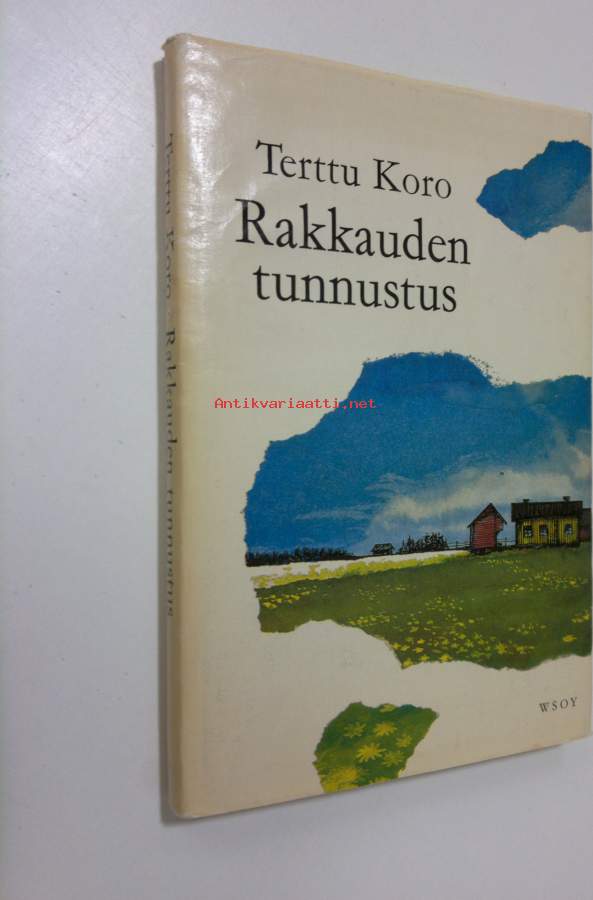 Terttu Koro
Rakkauden
tunnustus
Antikvariaatti.net
WSOY
Terttu Koro Rakkauden tunnustus